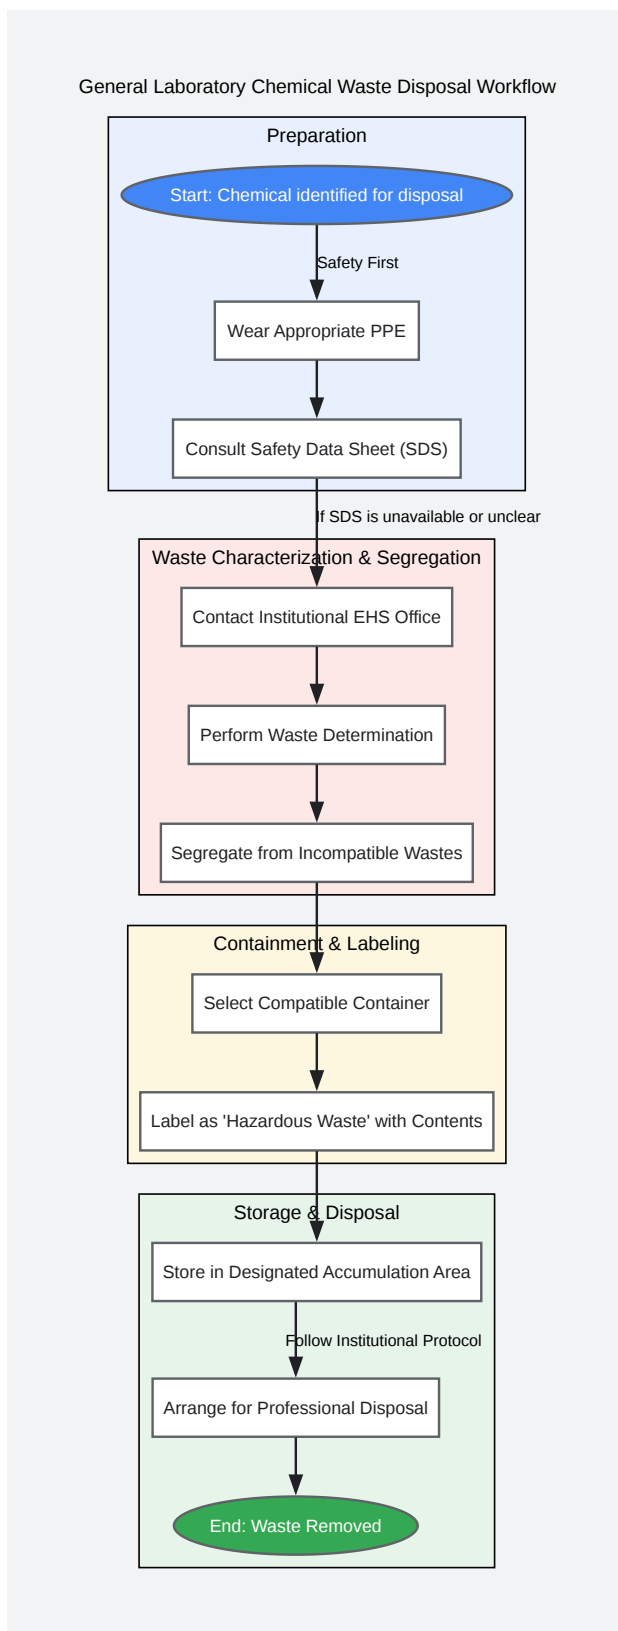 General Laboratory Chemical Waste Disposal Workflow
Preparation
Start: Chemical identified for disposal
Safety First
Wear Appropriate PPE
Consult Safety Data Sheet (SDS)
If SDS is unavailable or unclear
Waste Characterization & Segregation
Contact Institutional EHS Office
Perform Waste Determination
Segregate from Incompatible Wastes
Containment & Labeling
Select Compatible Container
Label as 'Hazardous Waste' with Contents
Storage & Disposal
Store in Designated Accumulation Area
Follow Institutional Protocol
Arrange for Professional Disposal
End: Waste Removed